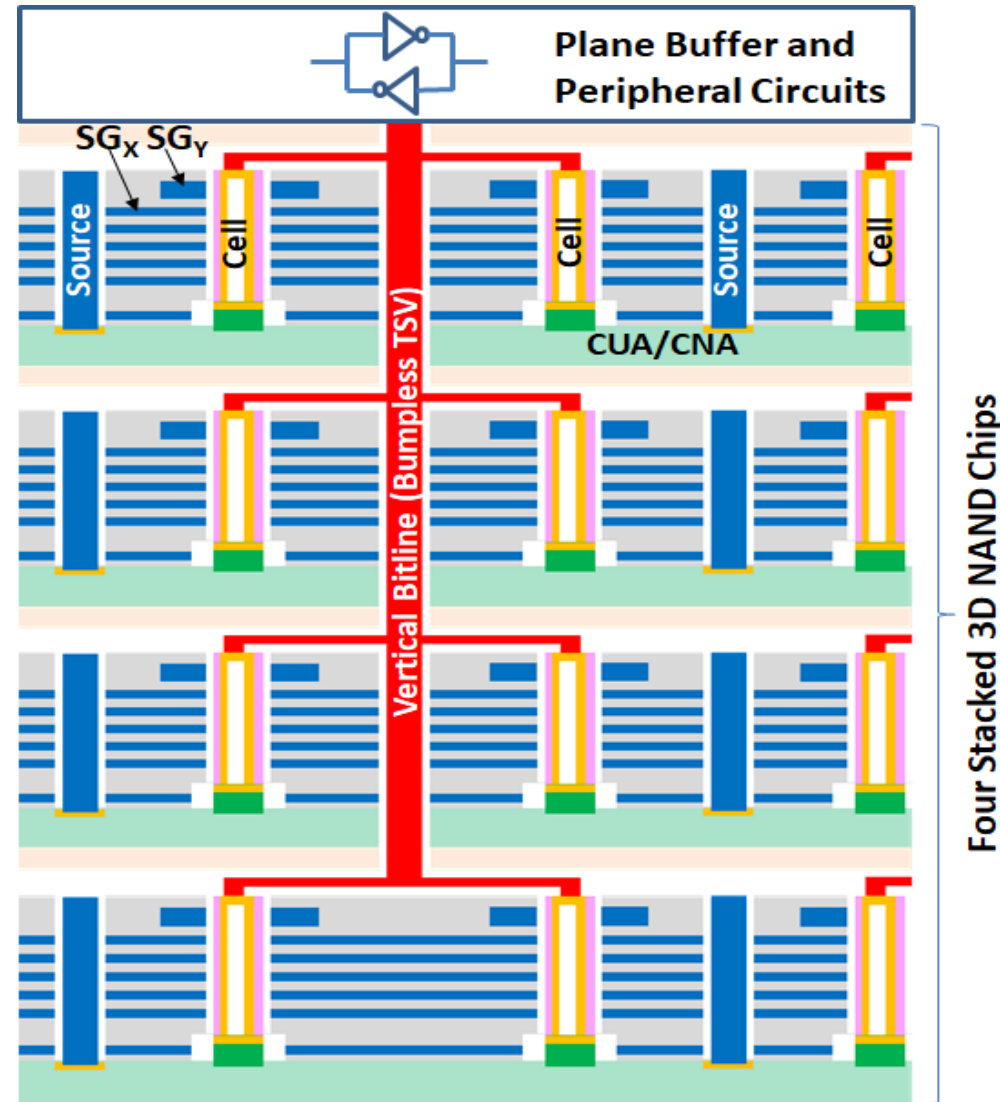 Plane Buffer and
Peripheral Circuits
SGX SGY
Source
Cell
Cell
Source
Cell
CUA/CNA
Vertical Bitline (Bumpless TSV)
Four Stacked 3D NAND Chips